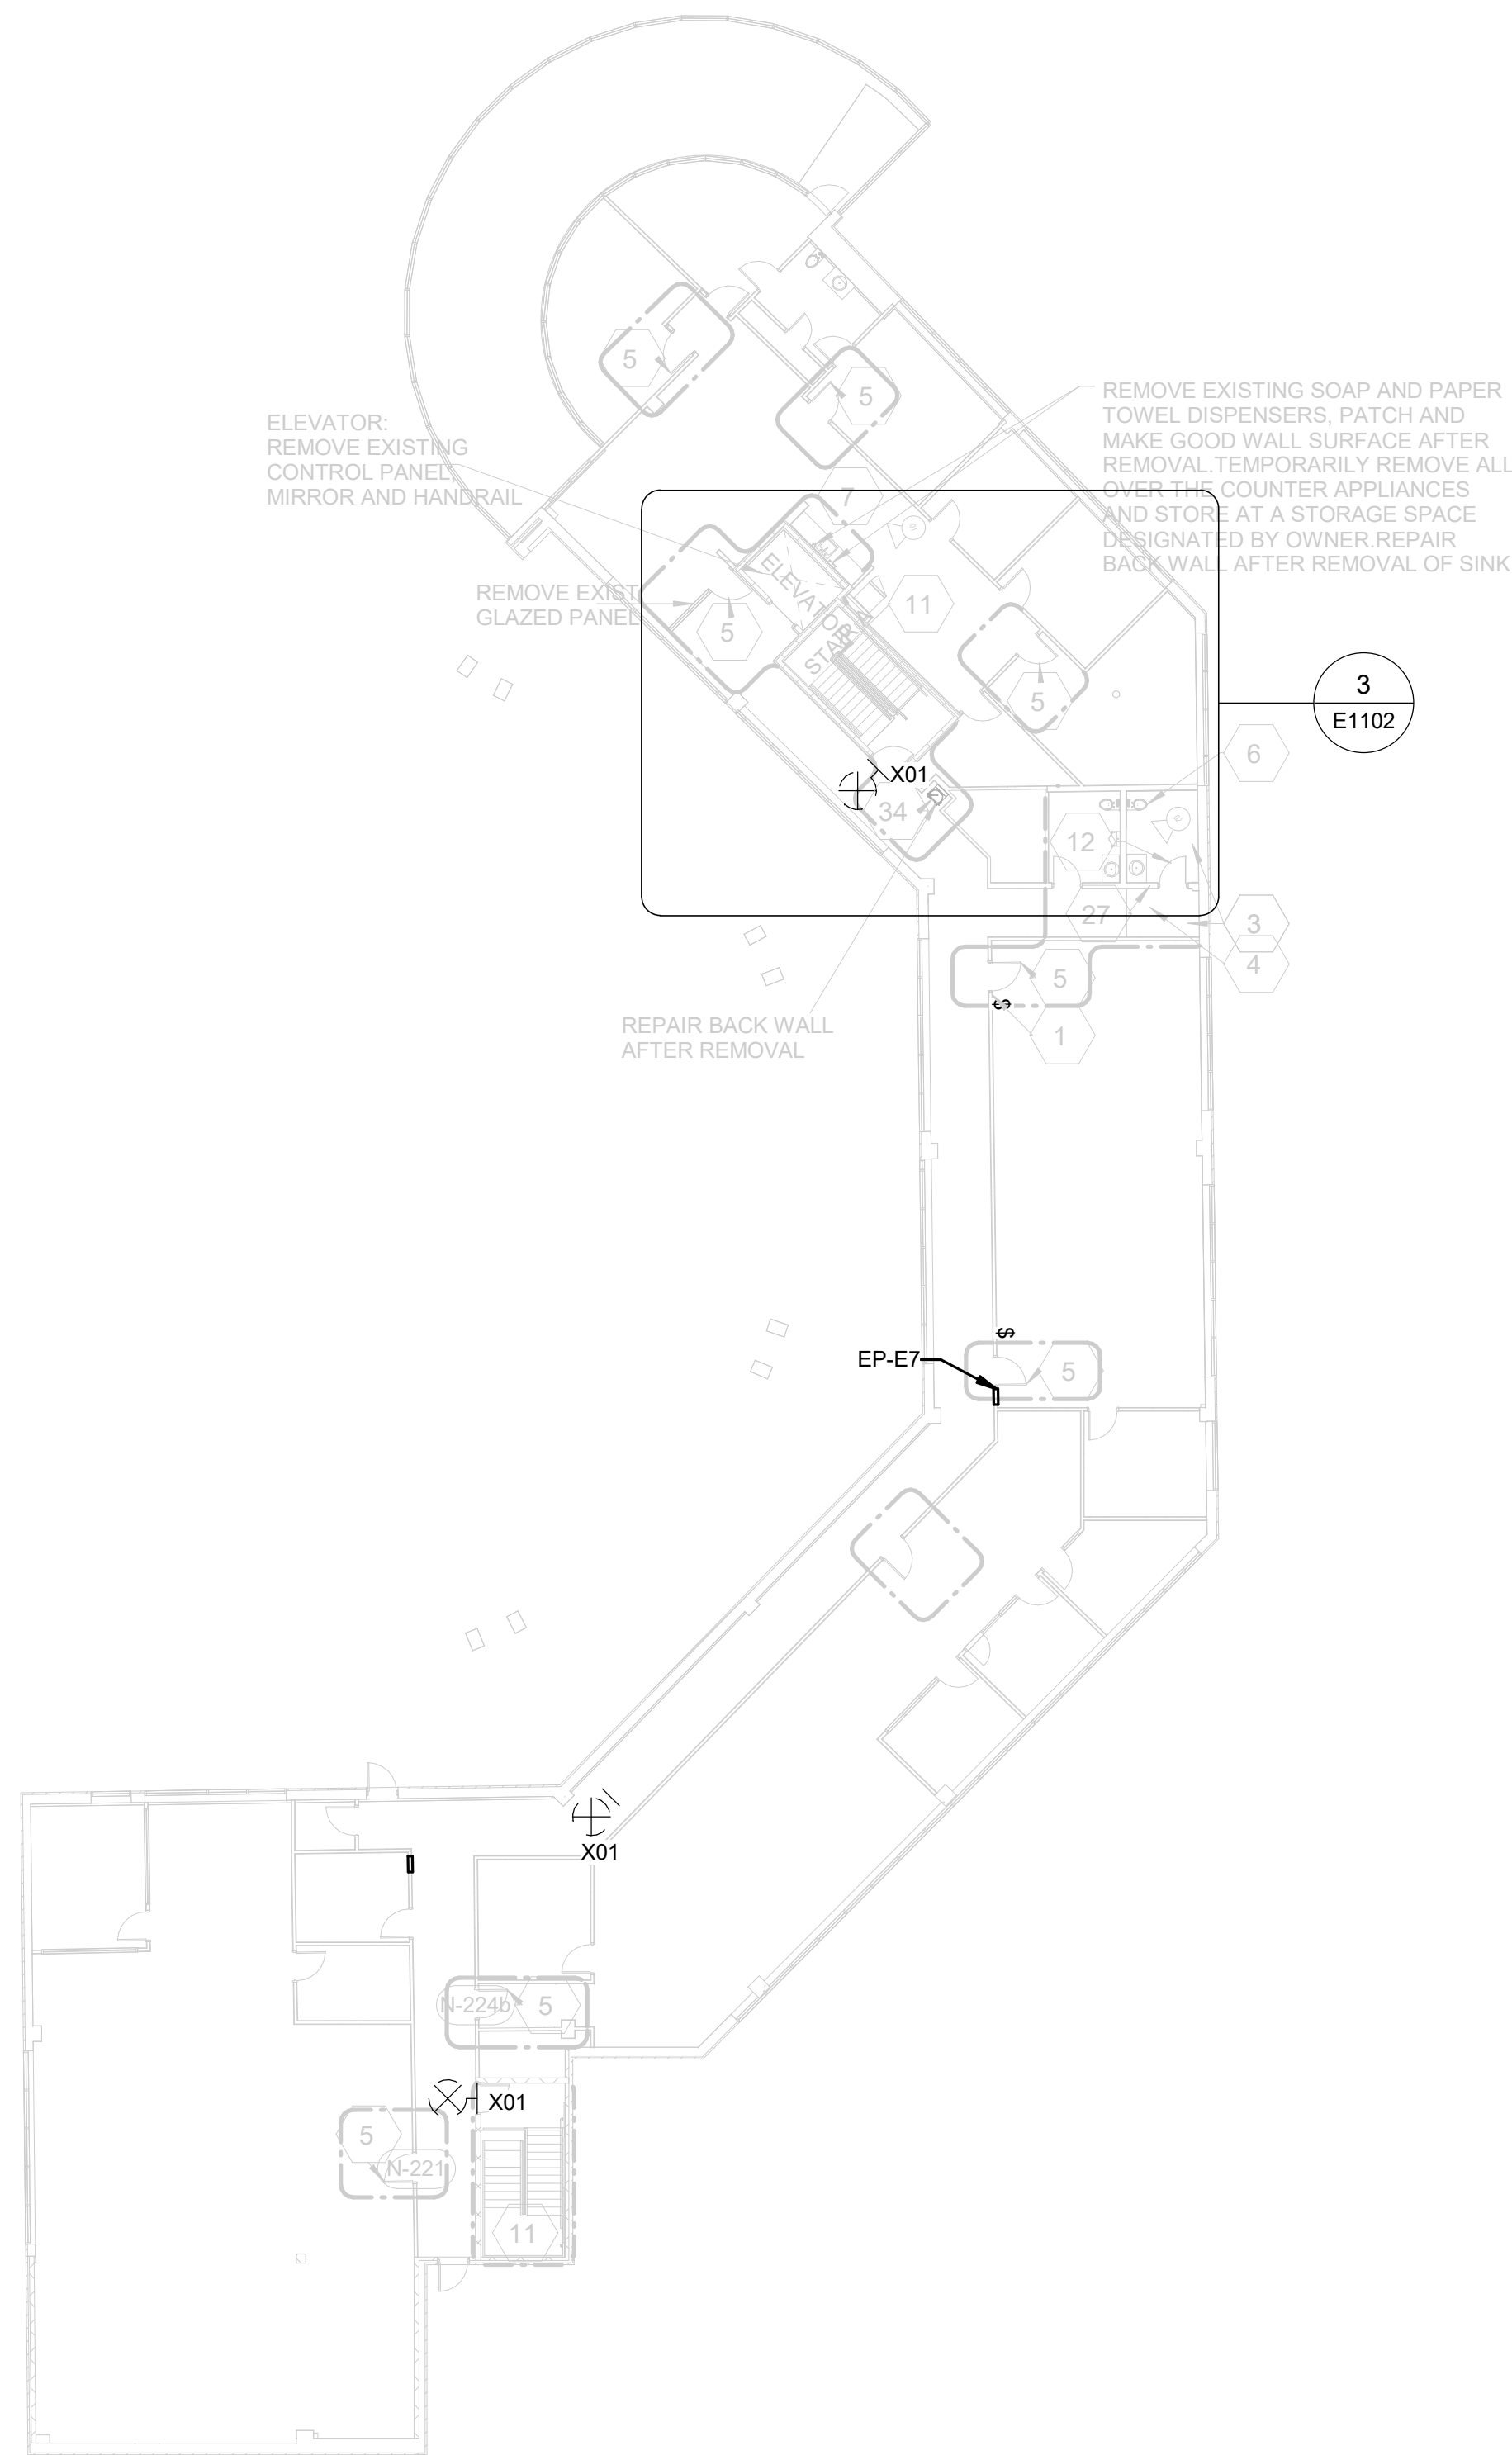 5
5
REMOVE EXISTING SOAP AND PAPER
TOWEL DISPENSERS, PATCH AND
MAKE GOOD WALL SURFACE AFTER
REMOVAL.TEMPORARILY REMOVE ALL
OVER THE COUNTER APPLIANCES
AND STORE AT A STORAGE SPACE
DESIGNATED BY OWNER.REPAIR
BACK WALL AFTER REMOVAL OF SINK
ELEVATOR:
REMOVE EXISTING
CONTROL PANEL,
MIRROR AND HANDRAIL
7
ELEVATOR
REMOVE EXIST
GLAZED PANEL
11
5
STAIR A
5
3
E1102
6
X01
34
12
27
3
4
5
$
1
REPAIR BACK WALL
AFTER REMOVAL
$
EP-E7
5
X01
N-224b
5
X01
5
N-221
11